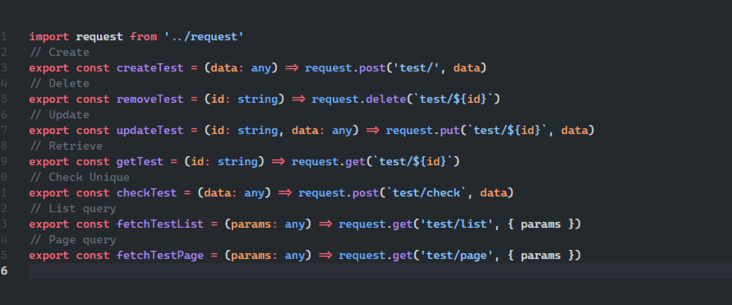 1 import request from '../request'
2 // Create
3 export const createTest = (data: any) => request.post('test/', data)
4 // Delete
5 export const removeTest = (id: string) => request.delete(`test/${id}`)
6 // Update
7 export const updateTest = (id: string, data: any) => request.put(`test/${id}`, data)
8 // Retrieve
9 export const getTest = (id: string) => request.get(`test/${id}`)
0 // Check Unique
1 export const checkTest = (data: any) => request.post(`test/check`, data)
2 // List query
3 export const fetchTestList = (params: any) => request.get('test/list', { params })
4 // Page query
5 export const fetchTestPage = (params: any) => request.get('test/page', { params })
6